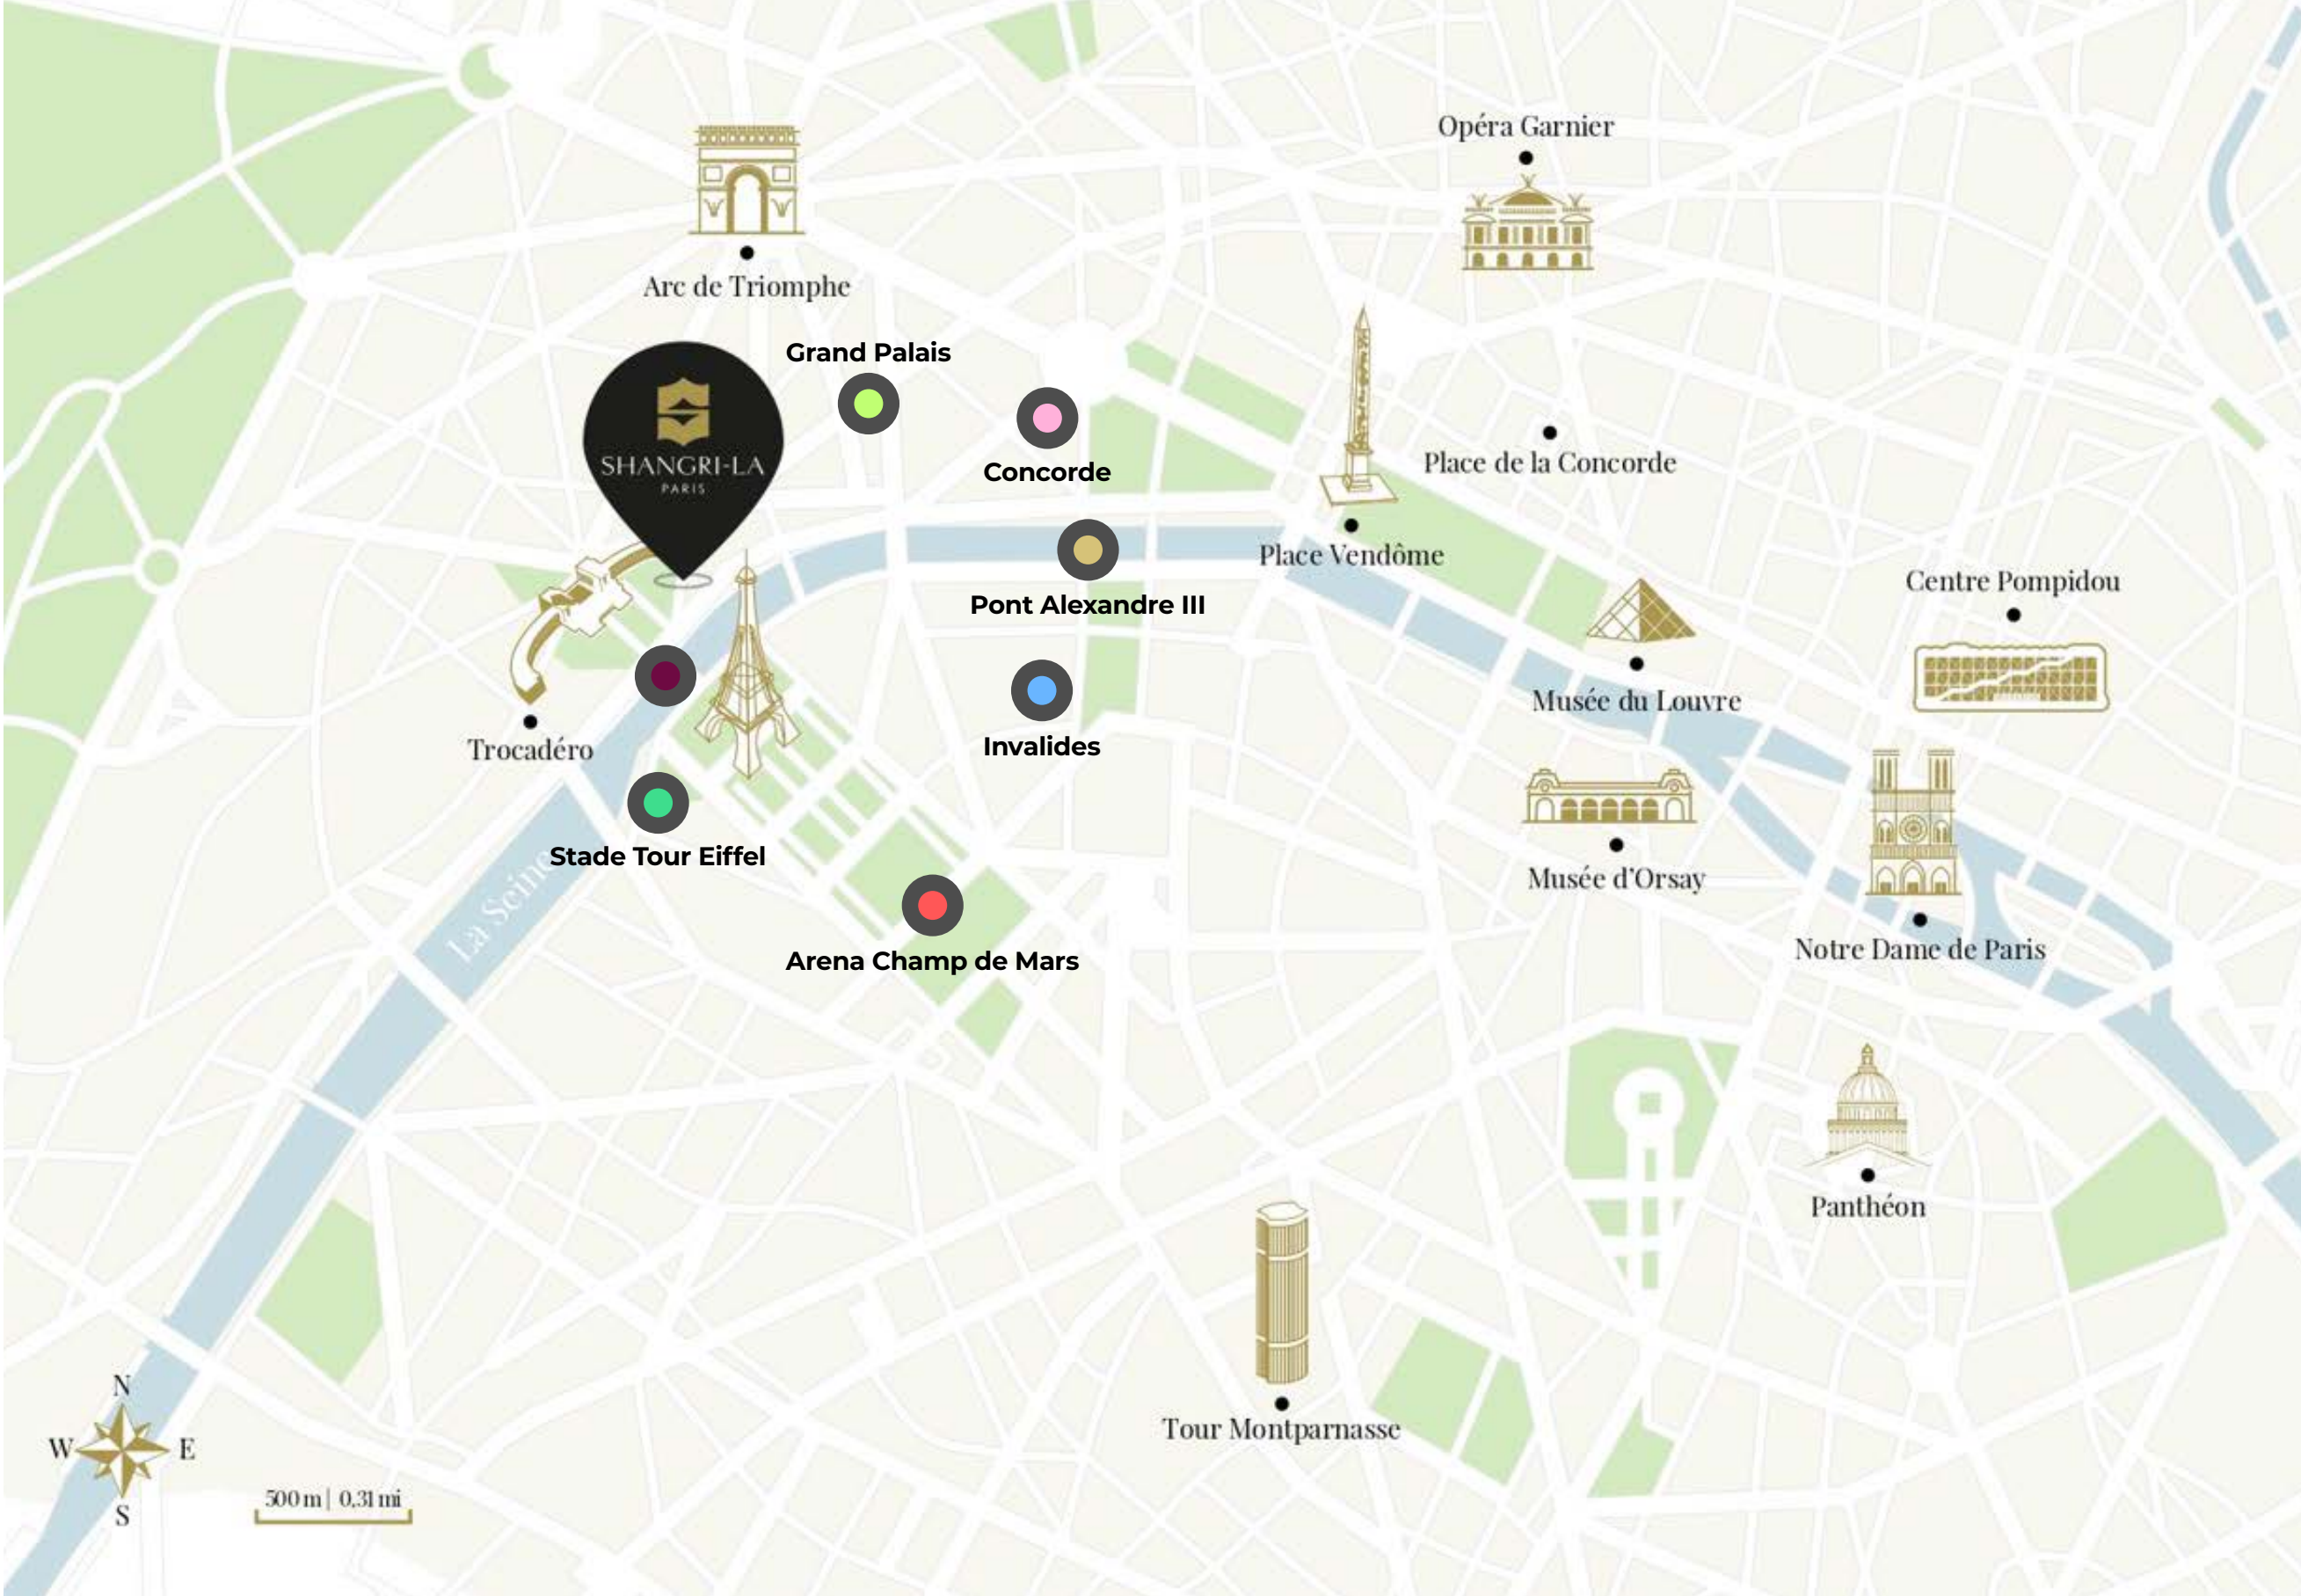 Opéra Garnier
Arc de Triomphe
Grand Palais
SHANGRI-LA
PARIS
Concorde
Place de la Concorde
Place Vendôme
Centre Pompidou
Pont Alexandre III
Musée du Louvre
Trocadéro
Invalides
Stade Tour Eiffel
La Seine
Musée d'Orsay
Notre Dame de Paris
Arena Champ de Mars
Panthéon
Tour Montparnasse
N
W E
S
500 m | 0,31 mi